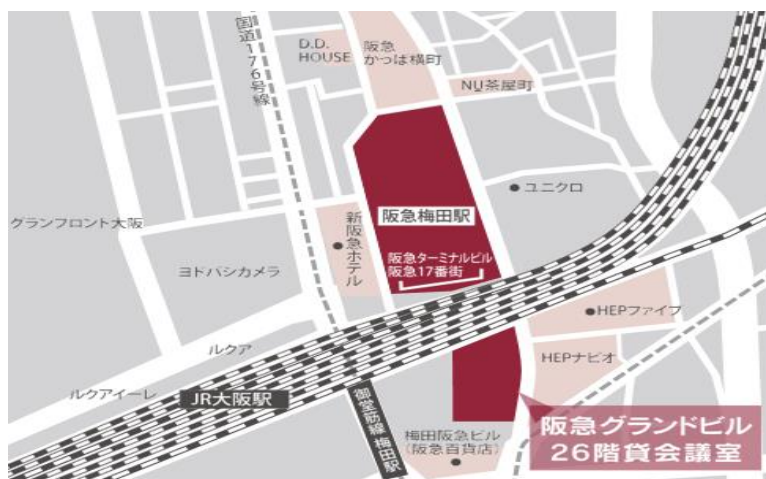 国道176号線
D.D.
HOUSE
阪急
かっぱ横町
NU茶屋町
ユニクロ
阪急梅田駅
グランフロント大阪
新阪急ホテル
阪急ターミナルビル
阪急17番街
ヨドバシカメラ
HEPファイブ
ルクア
HEPナビオ
ルクアイーレ
JR大阪駅
御堂筋線 梅田駅
梅田阪急ビル
(阪急百貨店)
阪急グランドビル
26階貸会議室